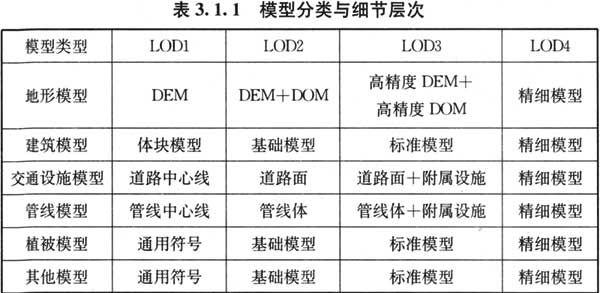 表 3.1.1 模型分类与细节层次
模型类型 LOD1 LOD2 LOD3 LOD4
地形模型 DEM DEM＋DOM 高精度 DEM＋ 精细模型
高精度 DOM
建筑模型 体块模型 基础模型 标准模型 精细模型
交通设施模型 道路中心线 道路面 道路面＋附属设施 精细模型
管线模型 管线中心线 管线体 管线体＋附属设施 精细模型
植被模型 通用符号 基础模型 标准模型 精细模型
其他模型 通用符号 基础模型 标准模型 精细模型